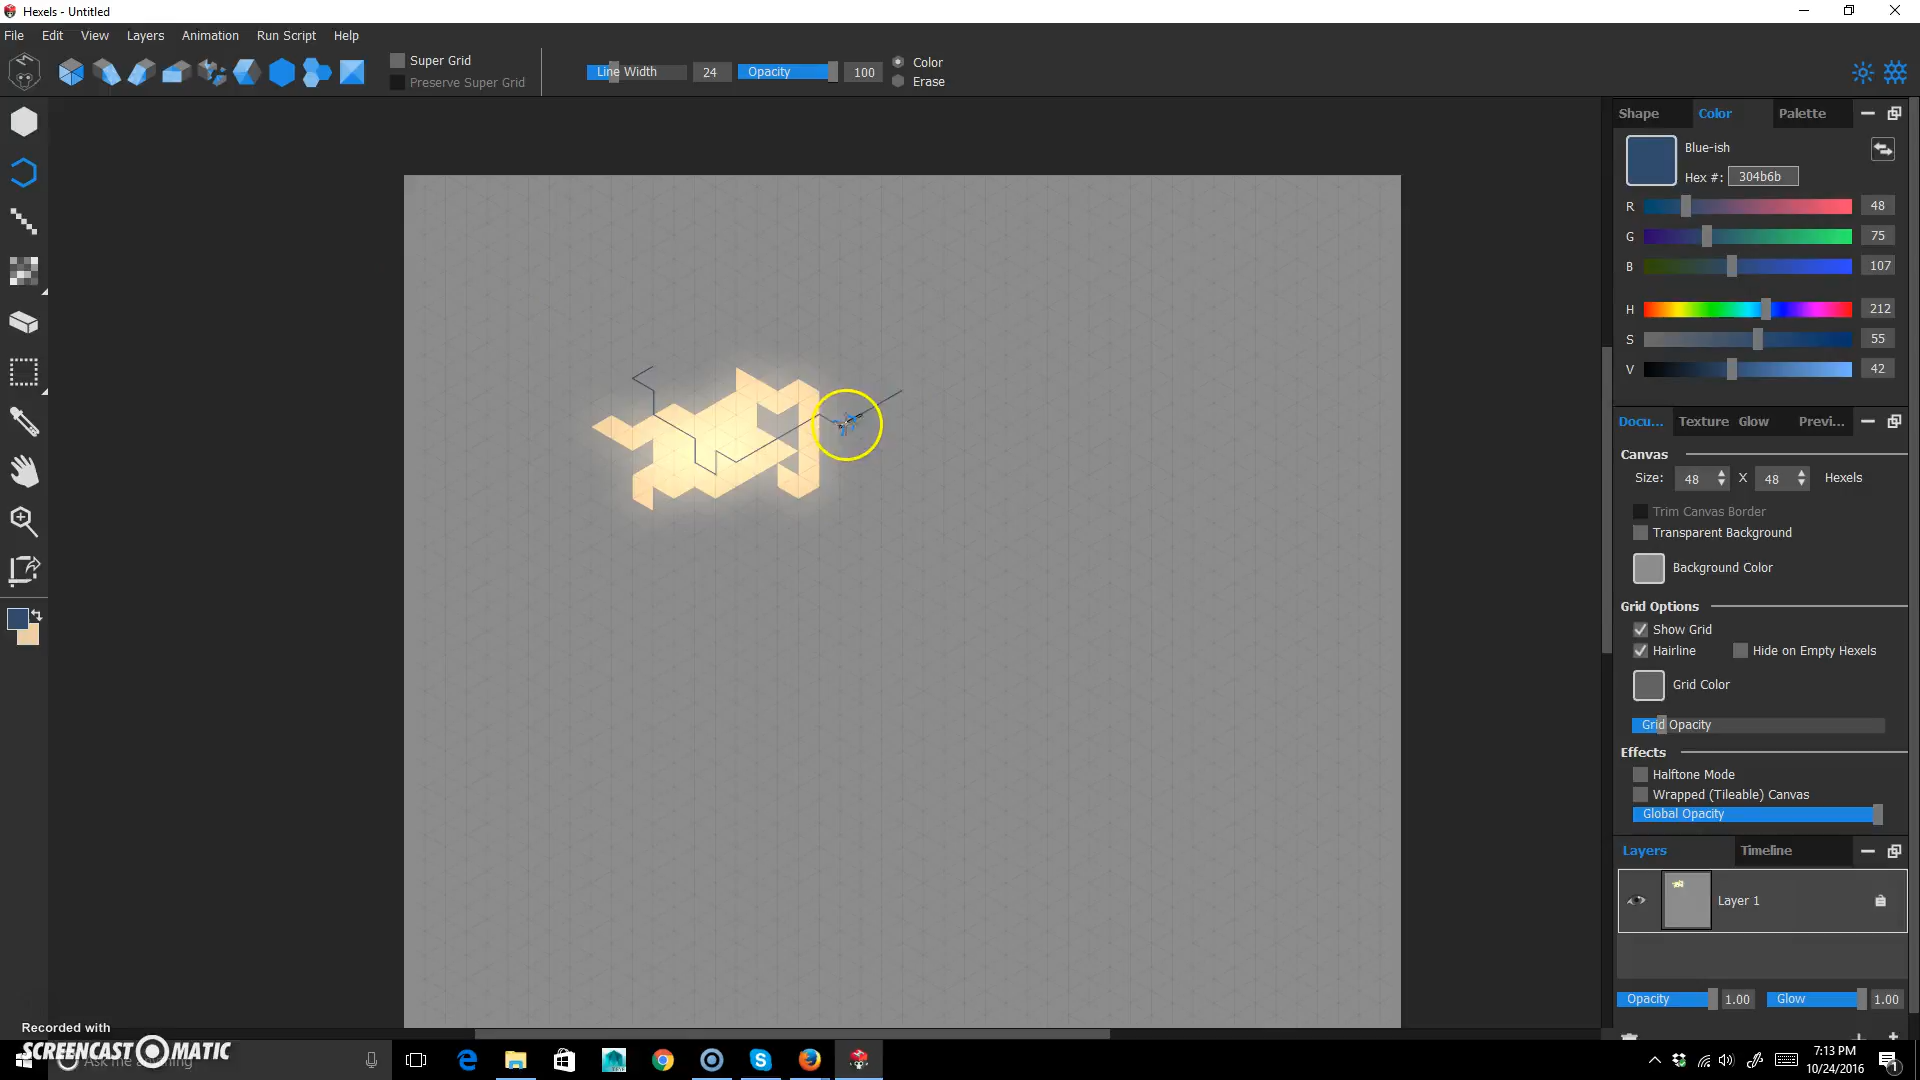 Hexels - Untitled
File Edit View Layers Animation Run Script Help
Super Grid
Preserve Super Grid
Line Width 24 Opacity 100
Color
Erase
Shape Color Palette
Blue-ish
Hex #: 304b6b
R 48
G 75
B 107
H 212
S 55
V 42
Docu... Texture Glow Previ...
Canvas
Size: 48 X 48 Hexels
Trim Canvas Border
Transparent Background
Background Color
Grid Options
Show Grid
Hairline Hide on Empty Hexels
Grid Color
Grid Opacity
Effects
Halftone Mode
Wrapped (Tileable) Canvas
Global Opacity
Layers Timeline
Layer 1
Opacity 1.00 Glow 1.00
Recorded with
SCREENCAST MATIC
Ask me anything
7:13 PM
10/24/2016
1